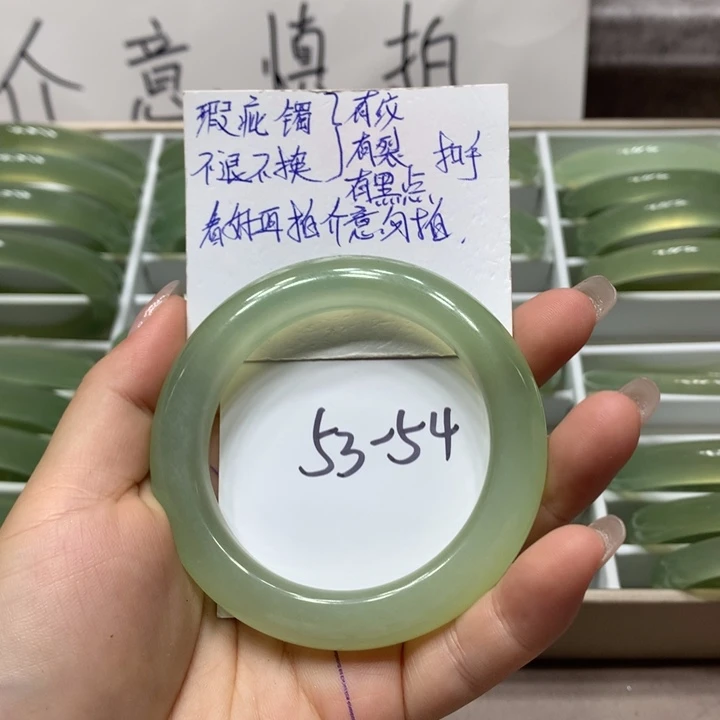 介意慎拍
瑕疵镯 有纹
不退不换 有裂 扣手
有黑点
看好再拍介意勿拍.
53-54